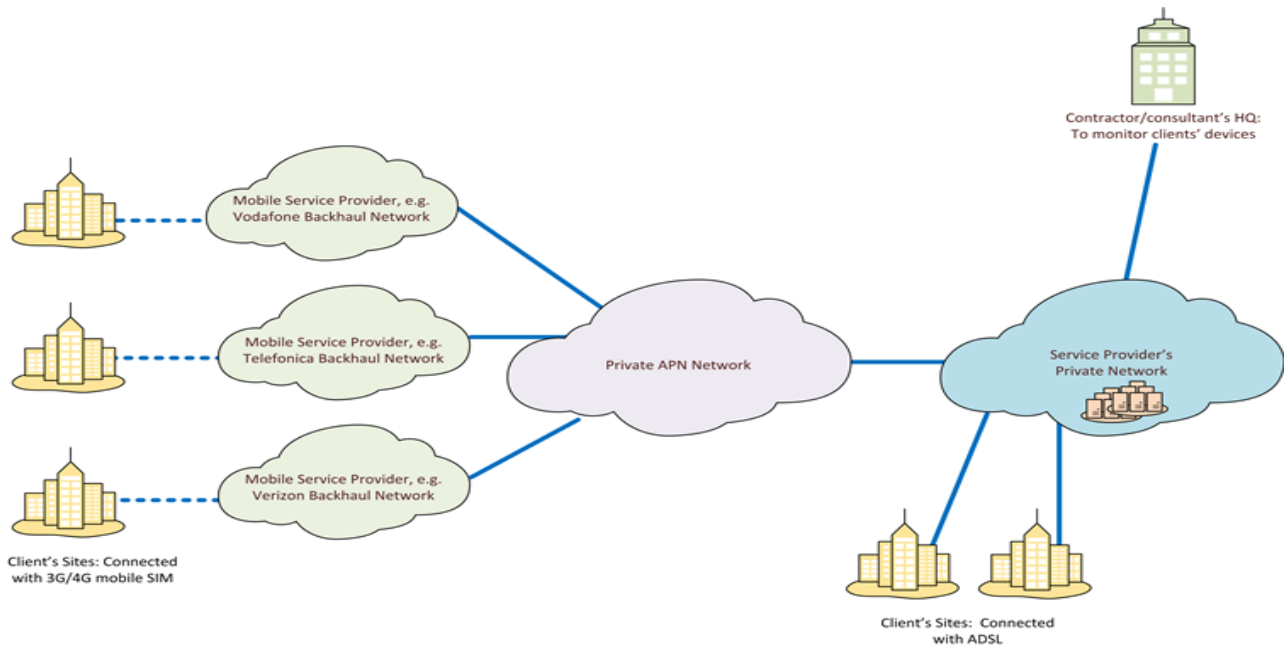 Contractor/consultant's HQ:
To monitor clients' devices
Mobile Service Provider, e.g.
Vodafone Backhaul Network
Mobile Service Provider, e.g.
Telefonica Backhaul Network
Private APN Network
Service Provider's
Private Network
Mobile Service Provider, e.g.
Verizon Backhaul Network
Client's Sites: Connected
with 3G/4G mobile SIM
Client's Sites: Connected
with ADSL